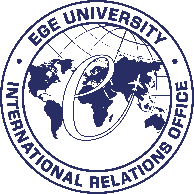 EGE UNIVERSITY
INTERNATIONAL RELATIONS OFFICE
e